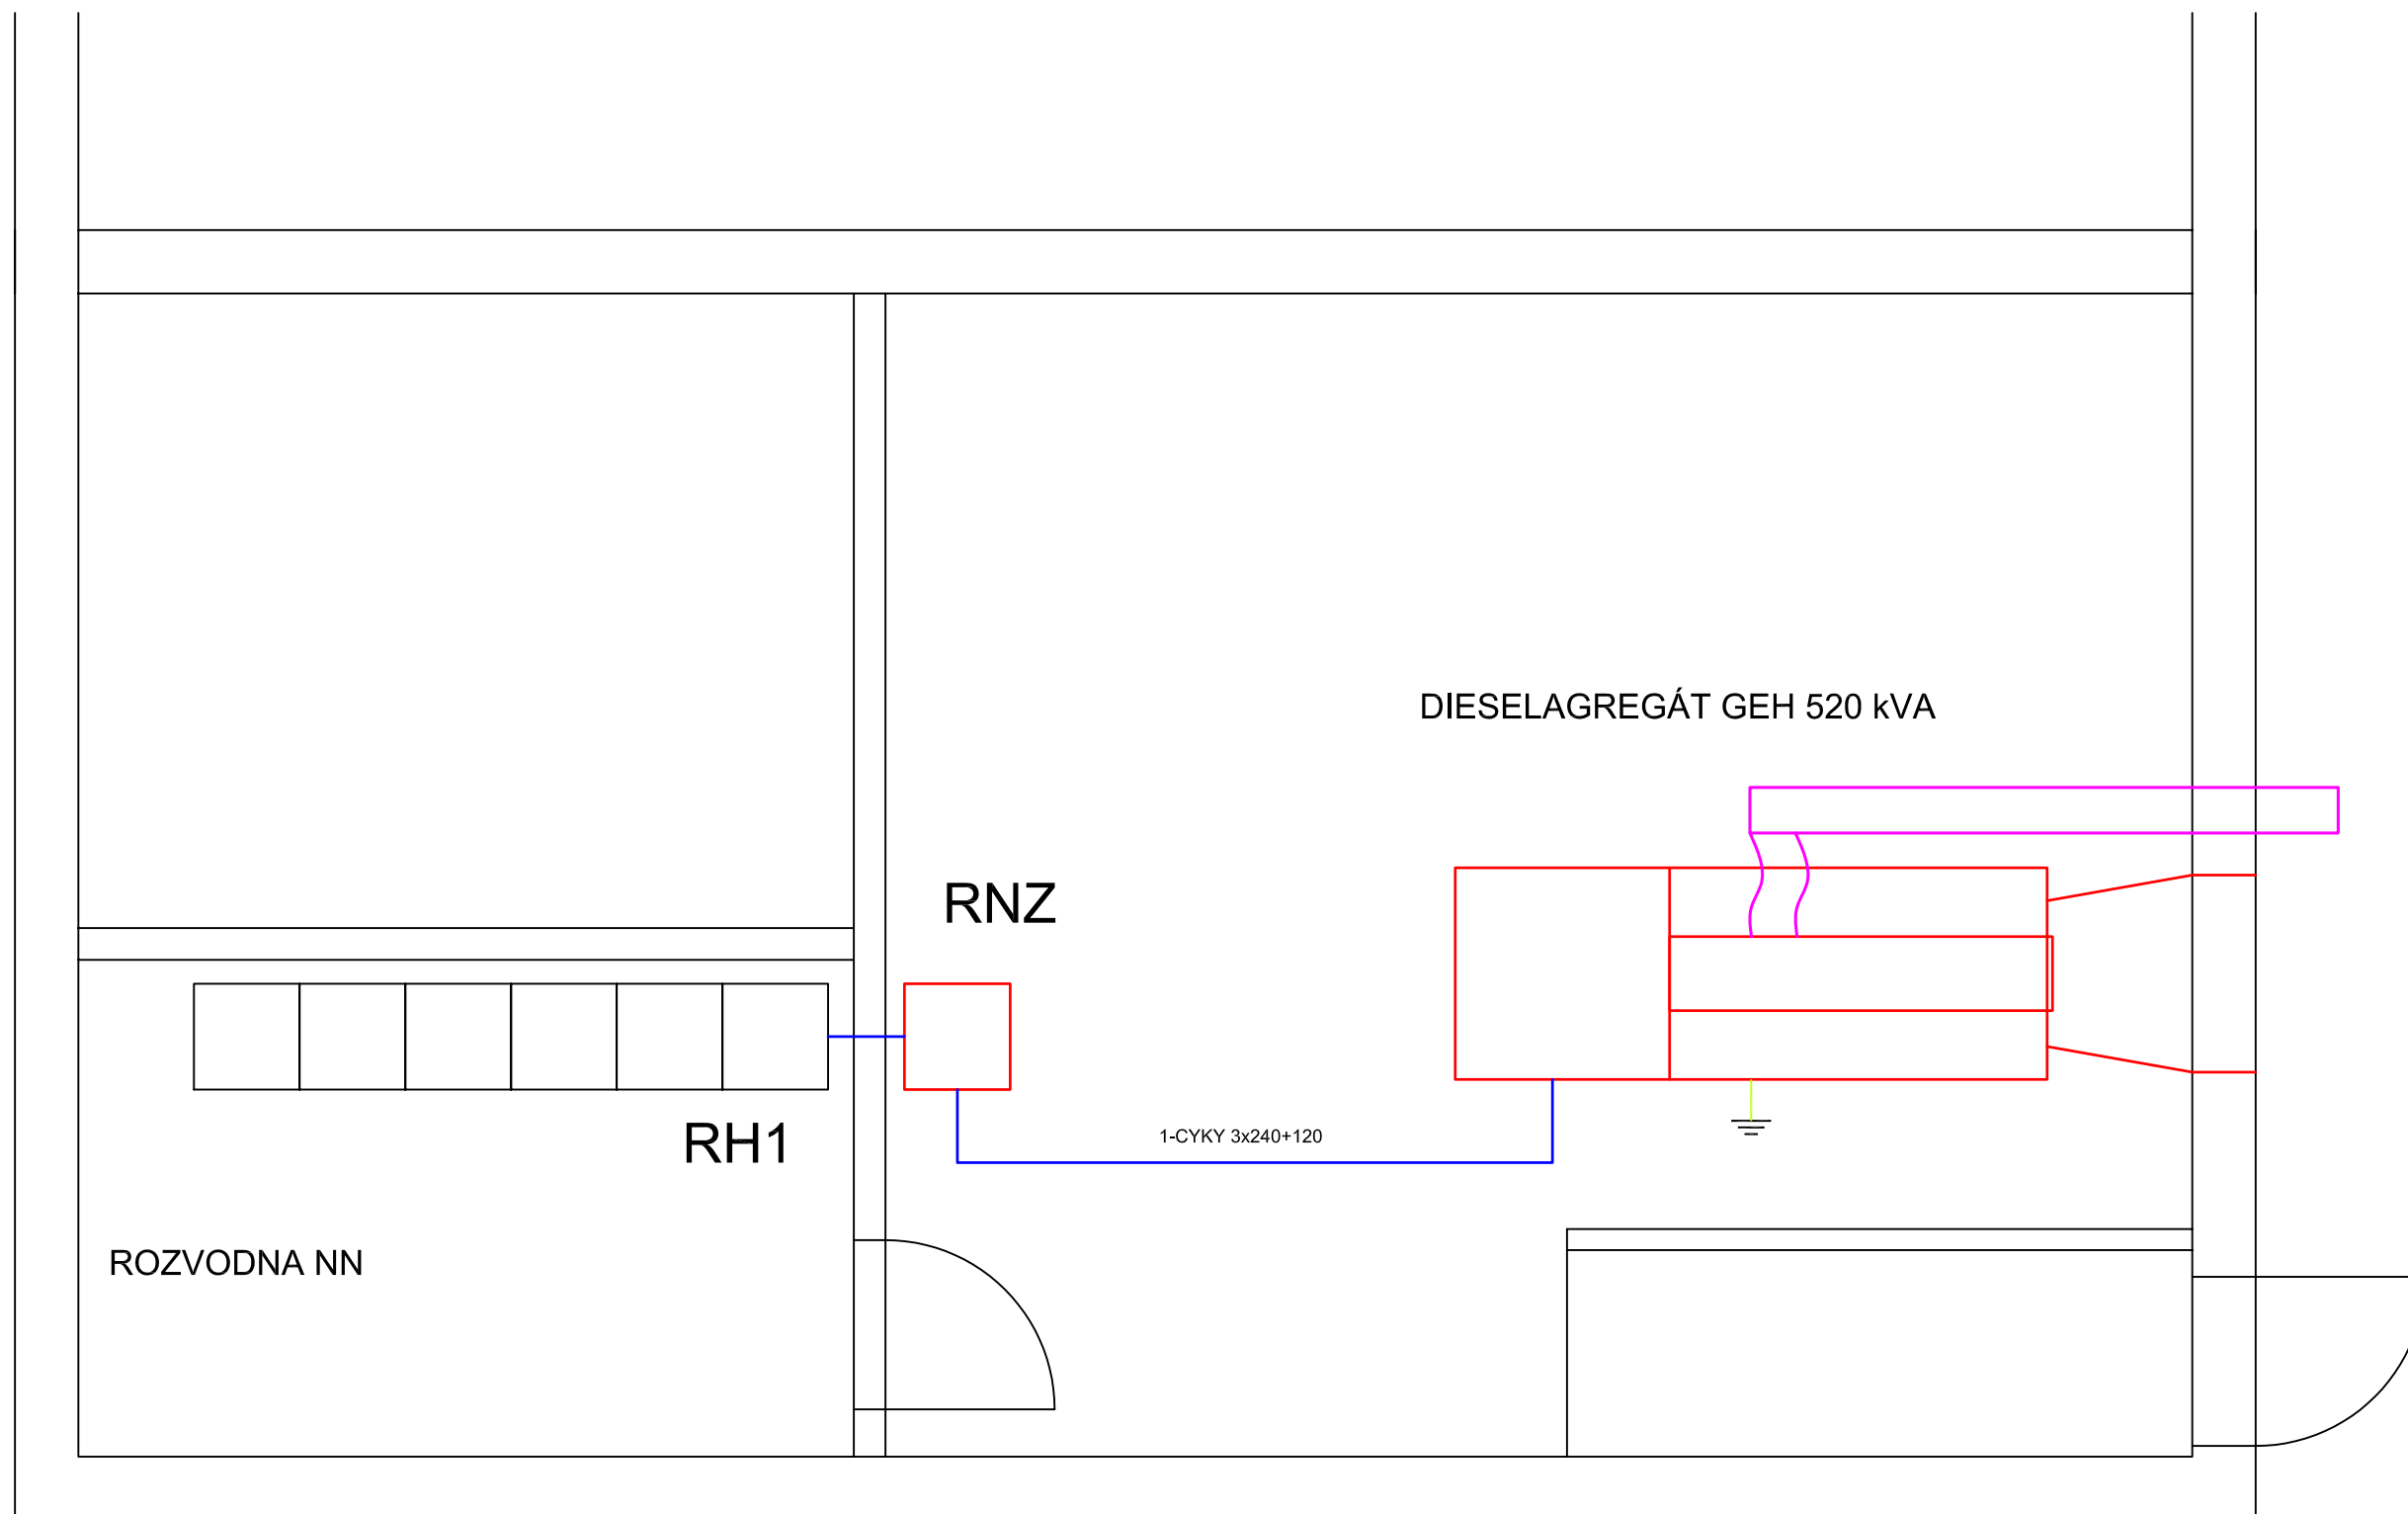 DIESELAGREGÁT GEH 520 kVA
RNZ
RH1
1-CYKY 3x240+120
ROZVODNA NN